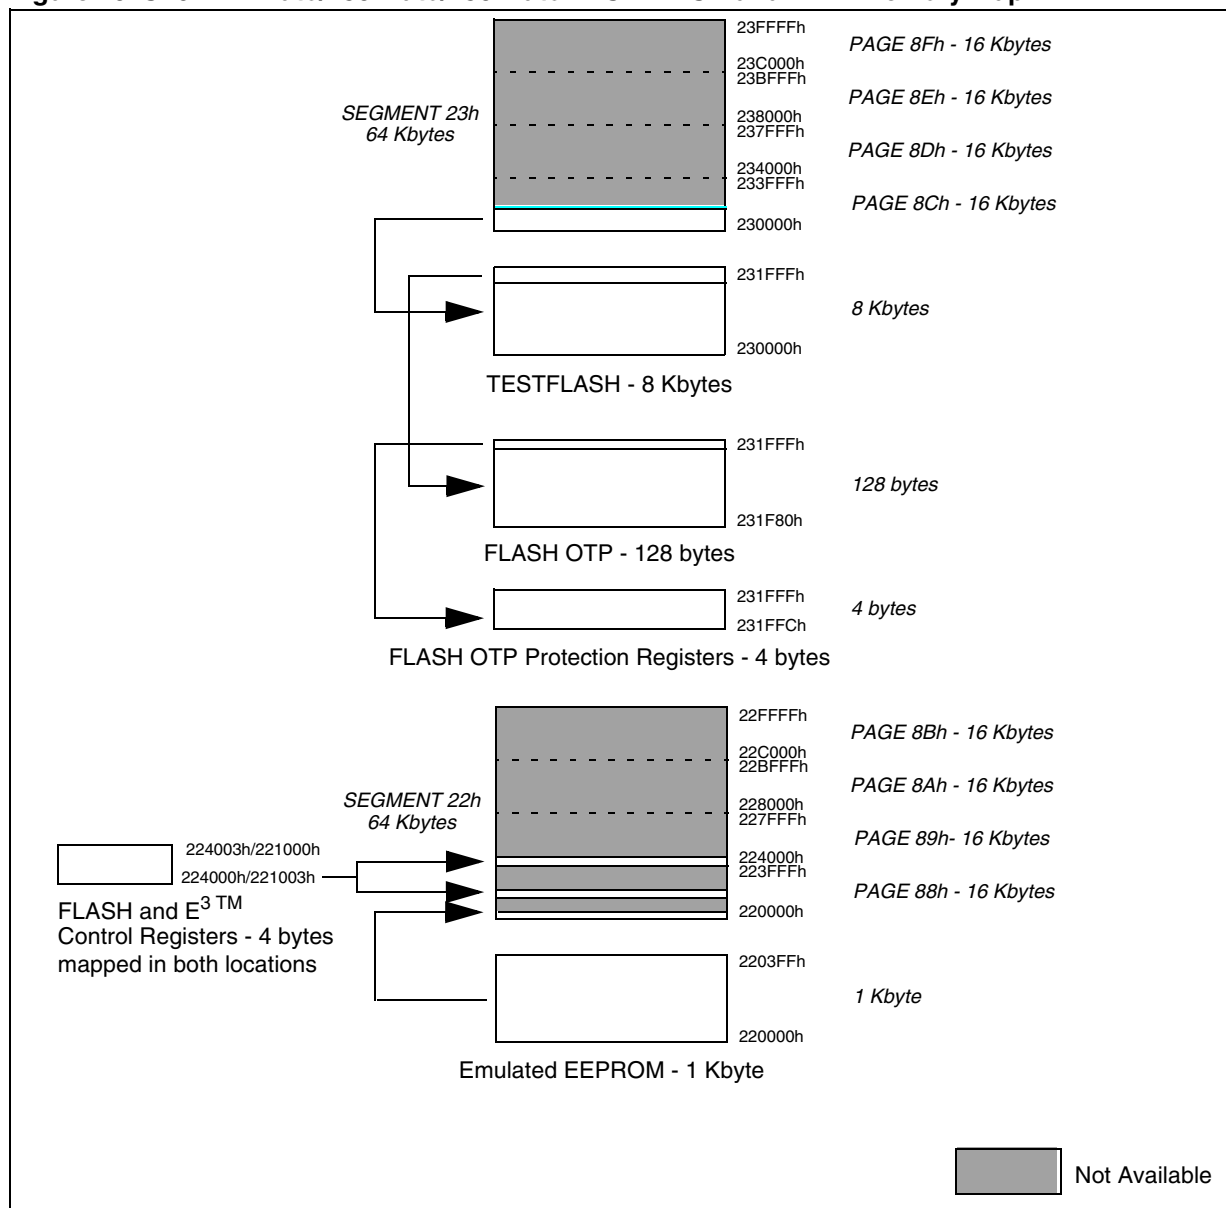 23FFFFh
PAGE 8Fh - 16 Kbytes
23C000h
23BFFFh
PAGE 8Eh - 16 Kbytes
SEGMENT 23h
64 Kbytes
238000h
237FFFh
PAGE 8Dh - 16 Kbytes
234000h
233FFFh
PAGE 8Ch - 16 Kbytes
230000h
231FFFh
8 Kbytes
230000h
TESTFLASH - 8 Kbytes
231FFFh
128 bytes
231F80h
FLASH OTP - 128 bytes
231FFFh
4 bytes
231FFCh
FLASH OTP Protection Registers - 4 bytes
22FFFFh
PAGE 8Bh - 16 Kbytes
22C000h
22BFFFh
PAGE 8Ah - 16 Kbytes
SEGMENT 22h
64 Kbytes
228000h
227FFFh
PAGE 89h- 16 Kbytes
224003h/221000h
224000h
223FFFh
224000h/221003h
PAGE 88h - 16 Kbytes
220000h
FLASH and E3 TM
Control Registers - 4 bytes
mapped in both locations
2203FFh
1 Kbyte
220000h
Emulated EEPROM - 1 Kbyte
Not Available